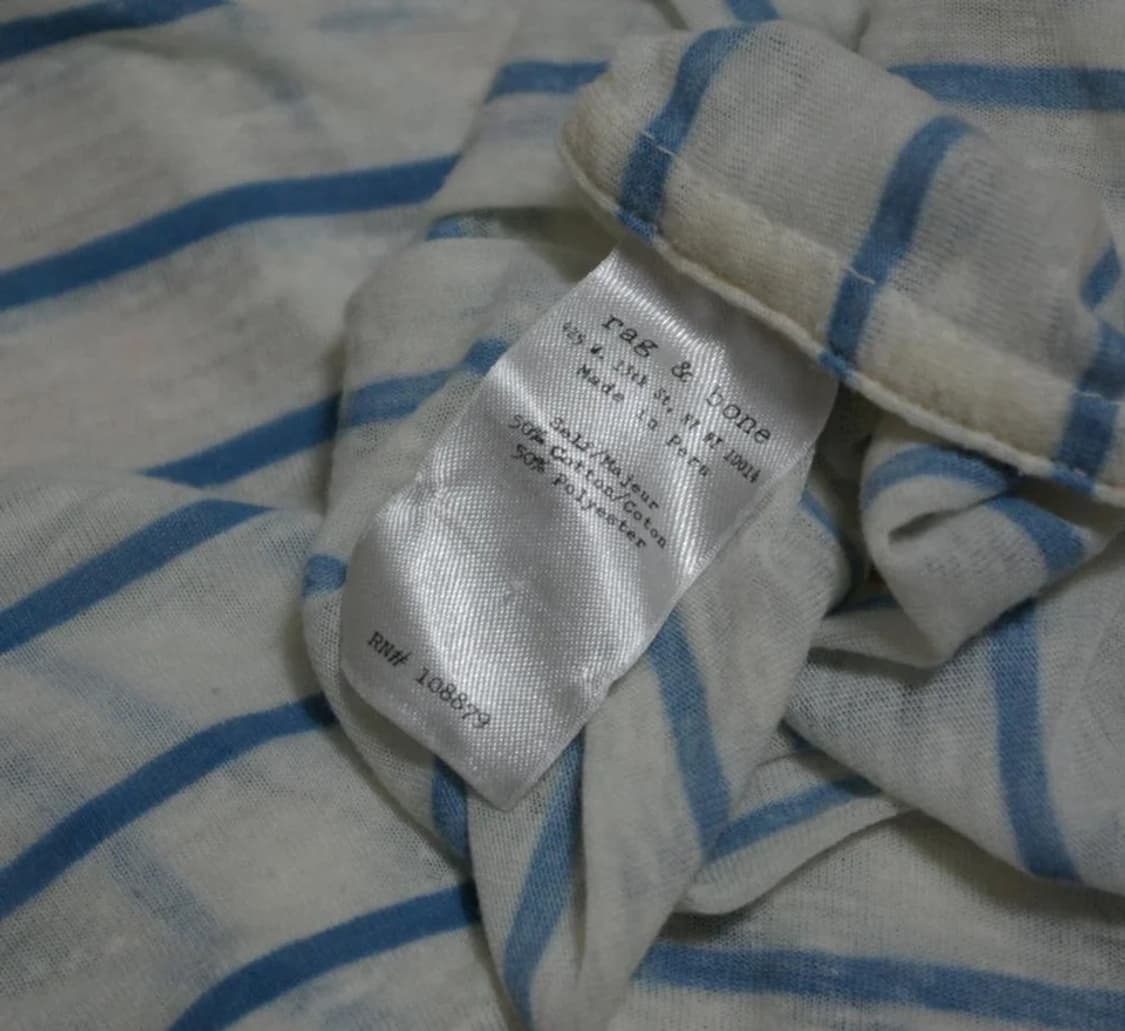 rag & bone
425 W. 13th St. NY NY 10014
Made in Peru
Self/Majeur
50% Cotton/Coton
50% Polyester
RN# 108879